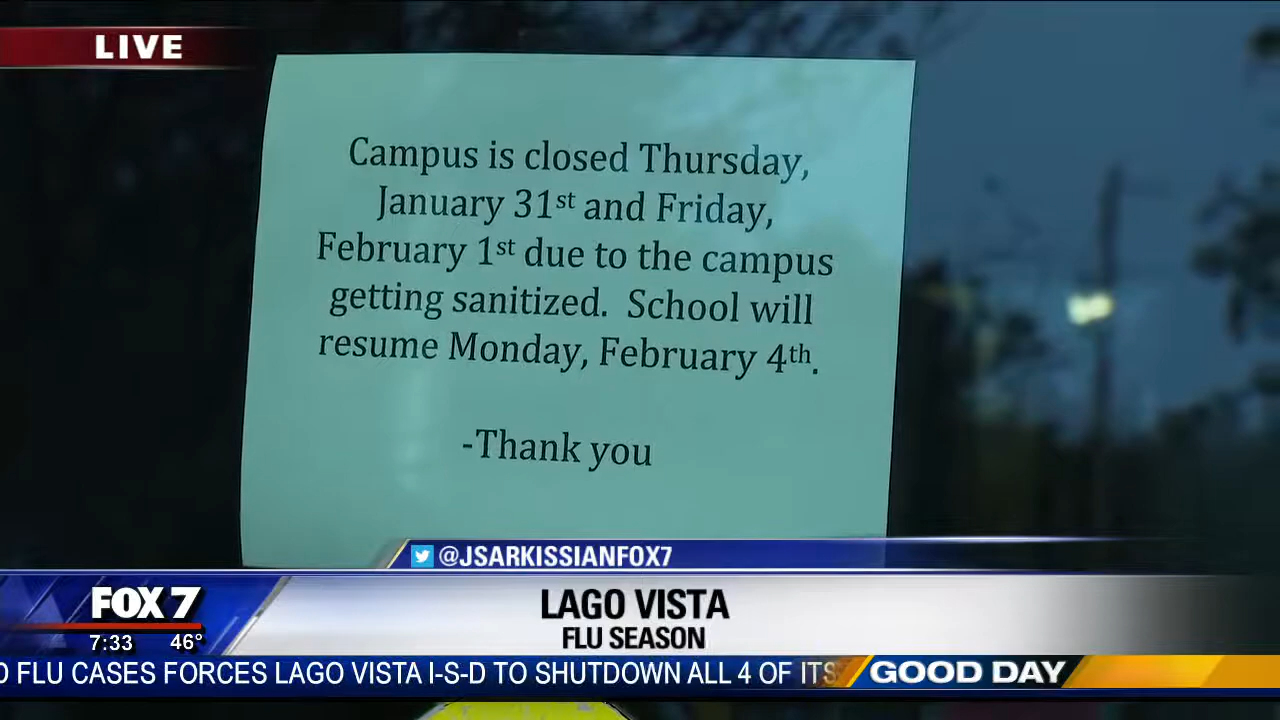 LIVE
Campus is closed Thursday,
January 31st and Friday,
February 1st due to the campus
getting sanitized. School will
resume Monday, February 4th.
-Thank you
@JSARKISSIANFOX7
LAGO VISTA
FLU SEASON
FOX 7
7:33 46°
FLU CASES FORCES LAGO VISTA I-S-D TO SHUTDOWN ALL 4 OF ITS
GOOD DAY